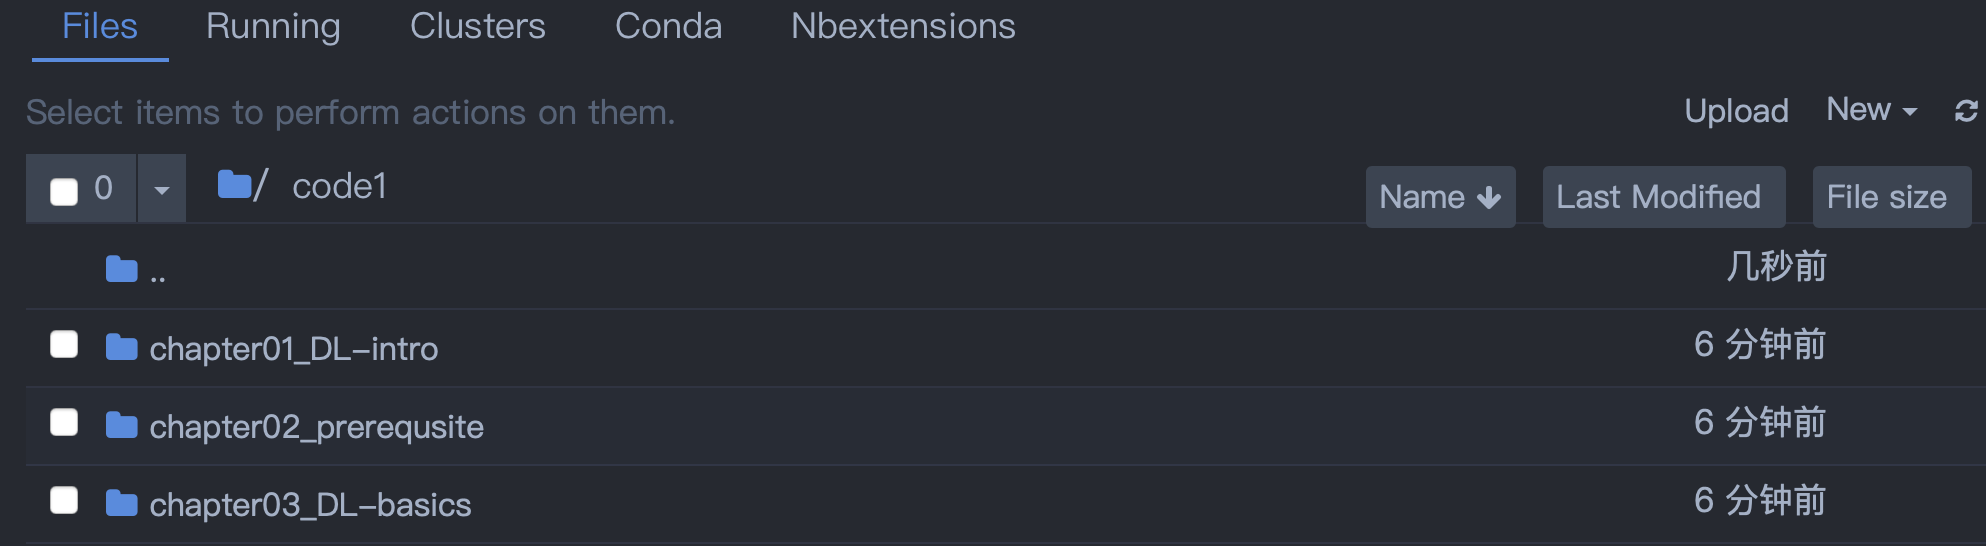 Files Running Clusters Conda Nbextensions
Select items to perform actions on them. Upload New
0 / code1 Name Last Modified File size
.. 几秒前
chapter01_DL-intro 6 分钟前
chapter02_prerequsite 6 分钟前
chapter03_DL-basics 6 分钟前